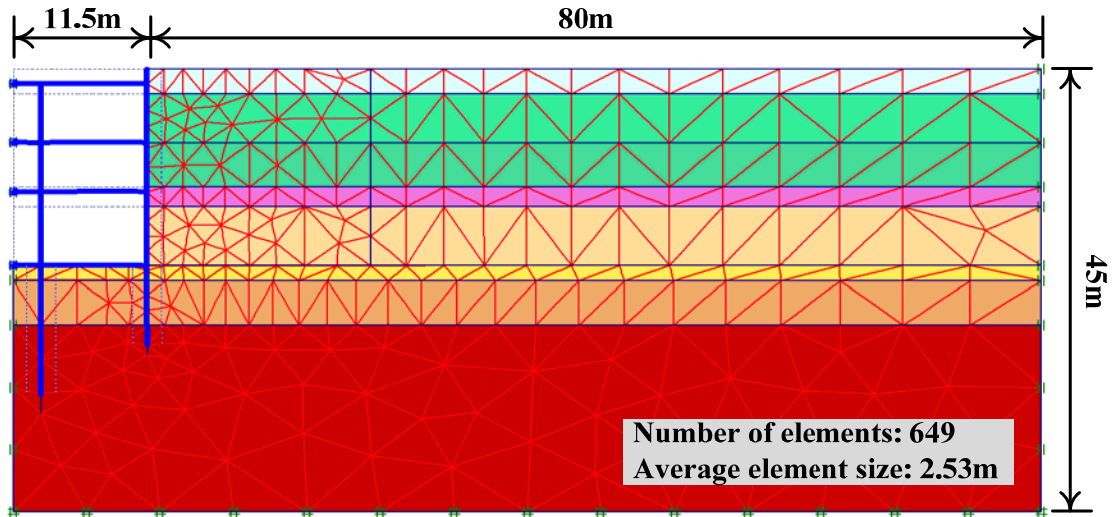 11.5m
80m
45m
Number of elements: 649
Average element size: 2.53m